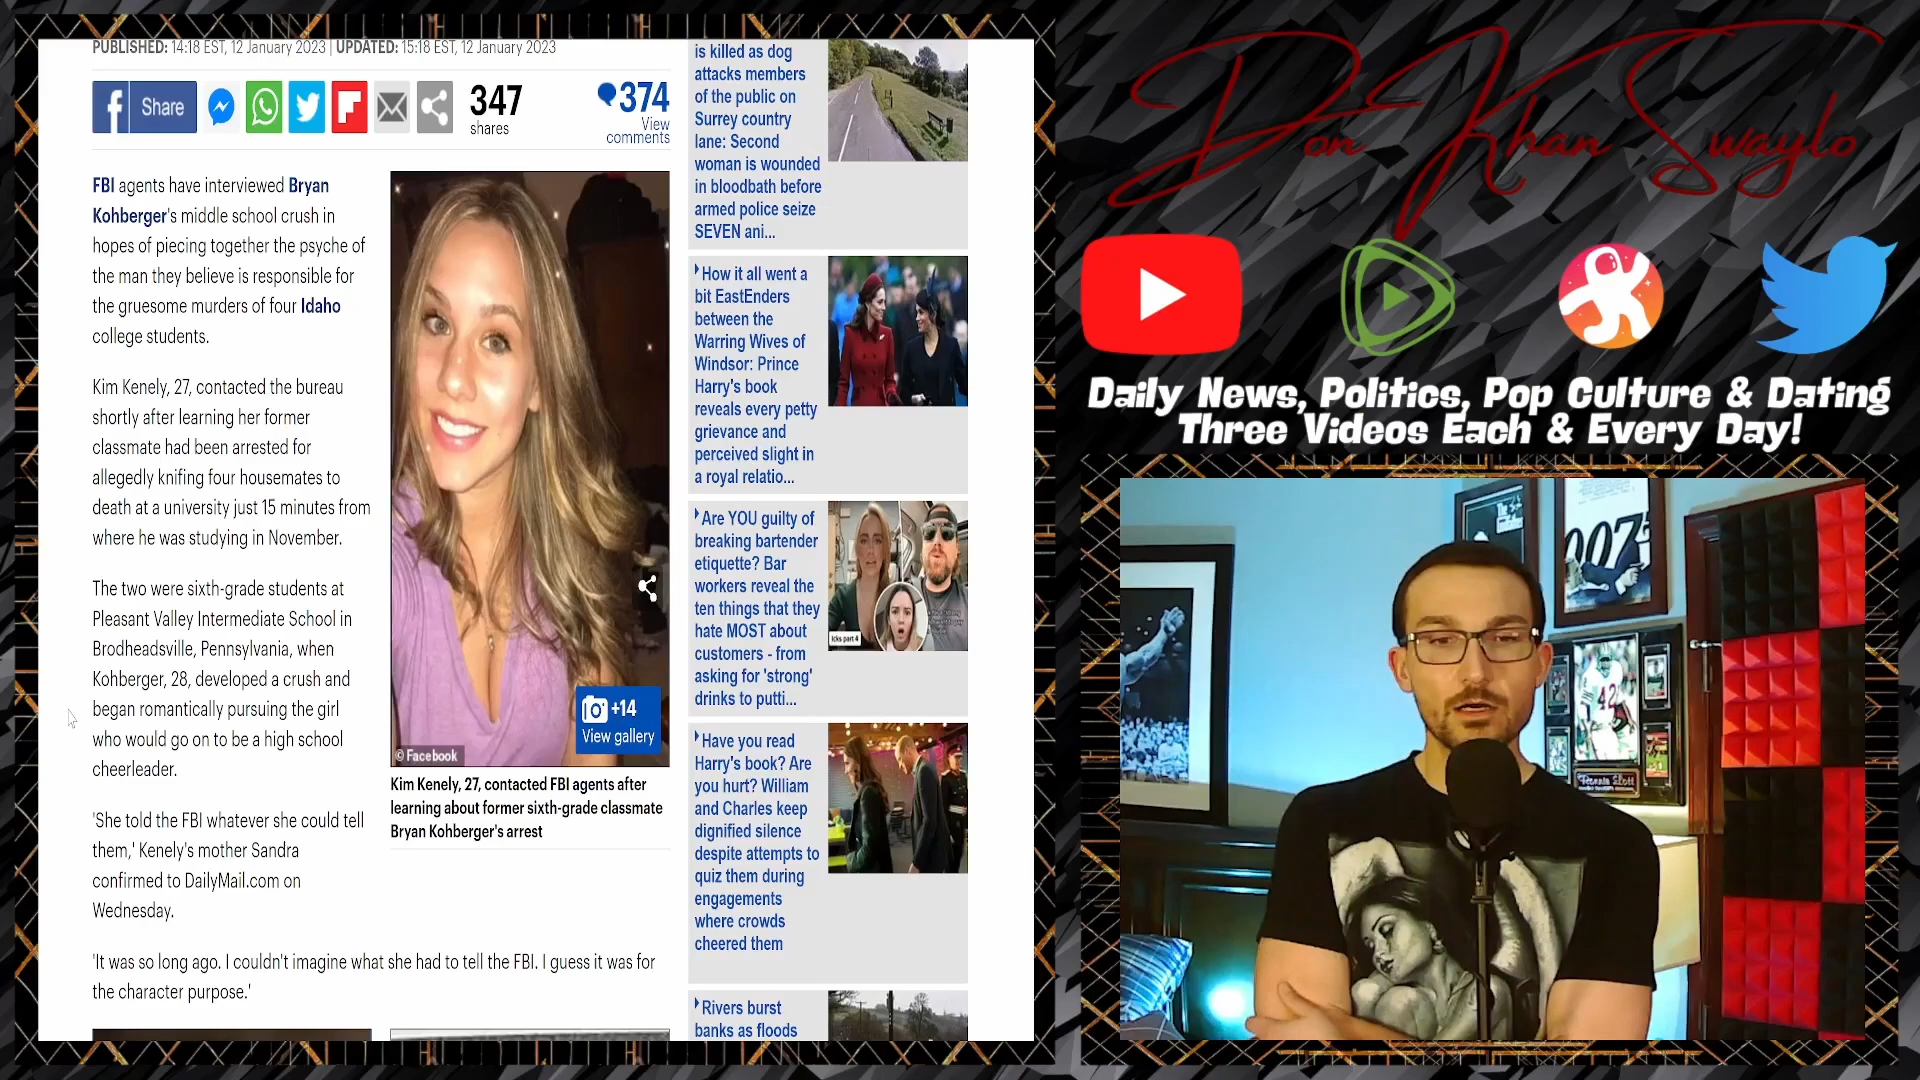 PUBLISHED: 14:18 EST, 12 January 2023 | UPDATED: 15:18 EST, 12 January 2023
f Share
347
shares
374
View
comments
FBI agents have interviewed Bryan
Kohberger's middle school crush in
hopes of piecing together the psyche of
the man they believe is responsible for
the gruesome murders of four Idaho
college students.
Kim Kenely, 27, contacted the bureau
shortly after learning her former
classmate had been arrested for
allegedly knifing four housemates to
death at a university just 15 minutes from
where he was studying in November.
The two were sixth-grade students at
Pleasant Valley Intermediate School in
Brodheadsville, Pennsylvania, when
Kohberger, 28, developed a crush and
began romantically pursuing the girl
who would go on to be a high school
cheerleader.
'She told the FBI whatever she could tell
them,' Kenely's mother Sandra
confirmed to DailyMail.com on
Wednesday.
'It was so long ago. I couldn't imagine what she had to tell the FBI. I guess it was for
the character purpose.'
+14
View gallery
© Facebook
Kim Kenely, 27, contacted FBI agents after
learning about former sixth-grade classmate
Bryan Kohberger's arrest
is killed as dog
attacks members
of the public on
Surrey country
lane: Second
woman is wounded
in bloodbath before
armed police seize
SEVEN ani...
How it all went a
bit EastEnders
between the
Warring Wives of
Windsor: Prince
Harry's book
reveals every petty
grievance and
perceived slight in
a royal relatio...
Are YOU guilty of
breaking bartender
etiquette? Bar
workers reveal the
ten things that they
hate MOST about
customers - from
asking for 'strong'
drinks to putti...
Icks part 4
Have you read
Harry's book? Are
you hurt? William
and Charles keep
dignified silence
despite attempts to
quiz them during
engagements
where crowds
cheered them
Rivers burst
banks as floods
Don Khan Swaylo
Daily News, Politics, Pop Culture & Dating
Three Videos Each & Every Day!
007
42
Ronnie Lott